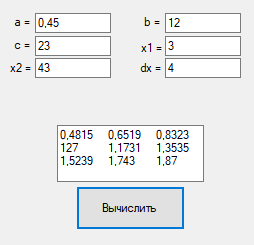 a = 0,45 b = 12
c = 23 x1 = 3
x2 = 43 dx = 4
0,4815 0,6519 0,8323
127 1,1731 1,3535
1,5239 1,743 1,87
Вычислить